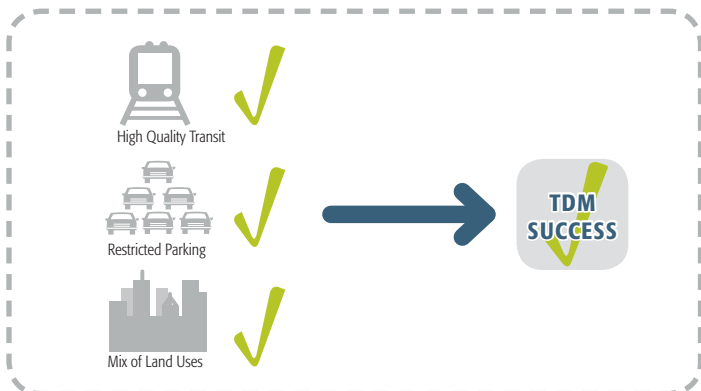 High Quality Transit
Restricted Parking
Mix of Land Uses
TDM
SUCCESS